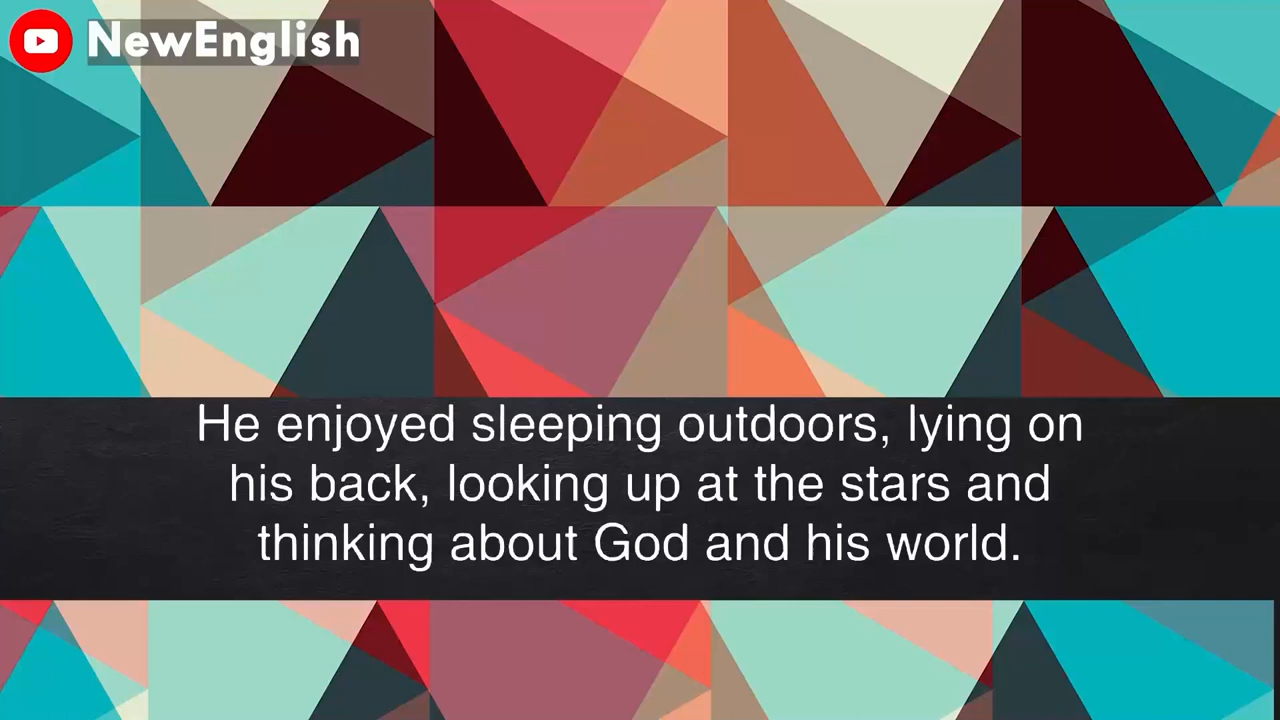 NewEnglish
He enjoyed sleeping outdoors, lying on
his back, looking up at the stars and
thinking about God and his world.